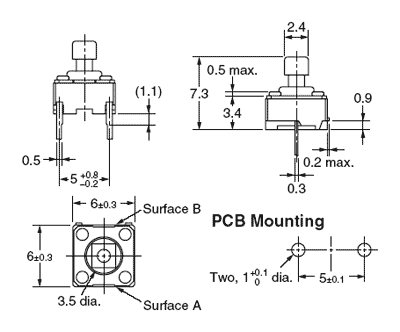 2.4
0.5 max.
(1.1)
7.3
3.4
0.9
0.5
5 +0.8 −0.2
0.2 max.
0.3
6±0.3
Surface B
PCB Mounting
6±0.3
Two, 1 +0.1 0 dia.
5±0.1
3.5 dia.
Surface A